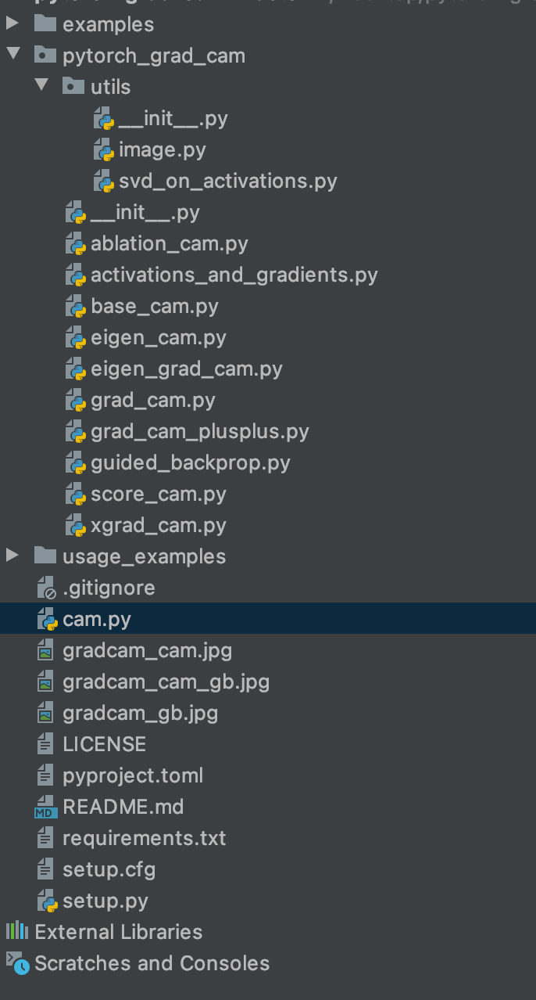 examples
pytorch_grad_cam
utils
__init__.py
image.py
svd_on_activations.py
__init__.py
ablation_cam.py
activations_and_gradients.py
base_cam.py
eigen_cam.py
eigen_grad_cam.py
grad_cam.py
grad_cam_plusplus.py
guided_backprop.py
score_cam.py
xgrad_cam.py
usage_examples
.gitignore
cam.py
gradcam_cam.jpg
gradcam_cam_gb.jpg
gradcam_gb.jpg
LICENSE
pyproject.toml
MD README.md
requirements.txt
setup.cfg
setup.py
External Libraries
Scratches and Consoles